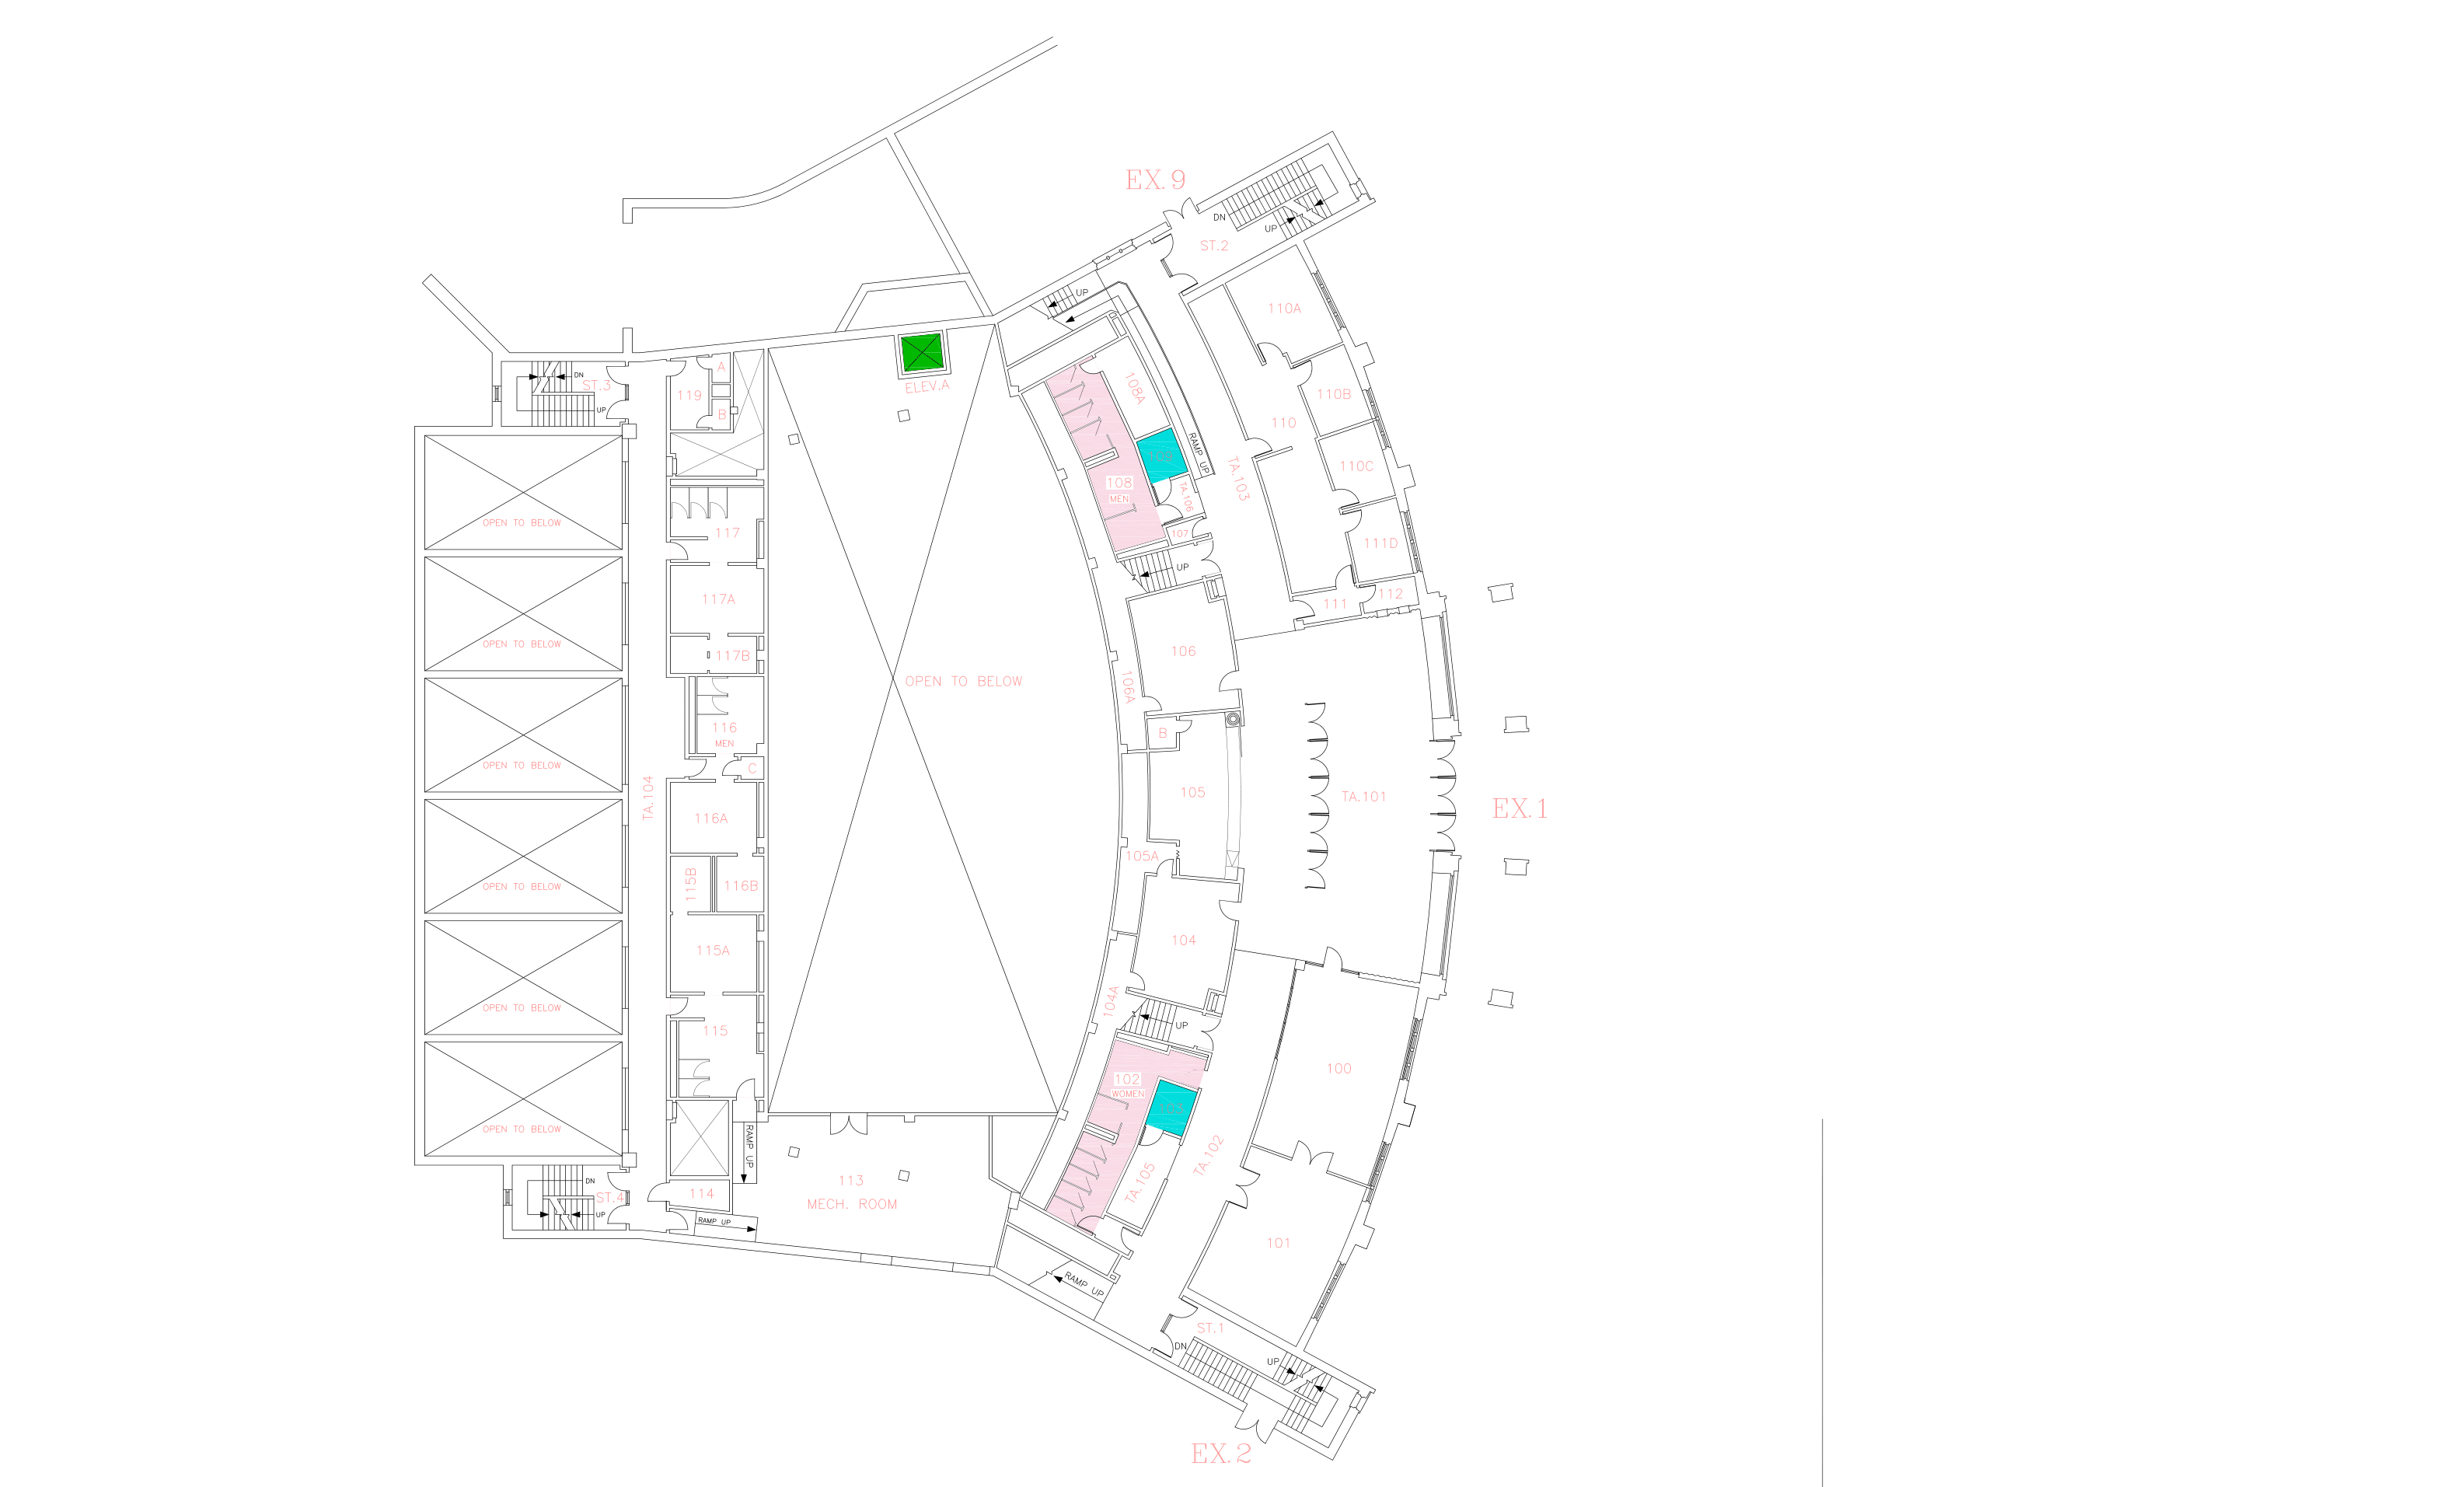 EX. 9
DN
UP
ST.2
UP
110A
A
ST.3
DN
UP
119
B
ELEV.A
108A
110B
110
RAMP UP
109
110C
TA.103
108
MEN
TA.106
107
OPEN TO BELOW
117
111D
UP
117A
111
112
OPEN TO BELOW
117B
106
106A
OPEN TO BELOW
116
MEN
B
C
OPEN TO BELOW
TA.104
105
TA.101
EX.1
116A
105A
115B
116B
OPEN TO BELOW
115A
104
104A
OPEN TO BELOW
115
UP
100
102
WOMEN
103
OPEN TO BELOW
RAMP UP
TA.102
TA.105
DN
114
113
MECH. ROOM
ST.4
UP
RAMP UP
101
RAMP UP
ST.1
DN
UP
EX. 2